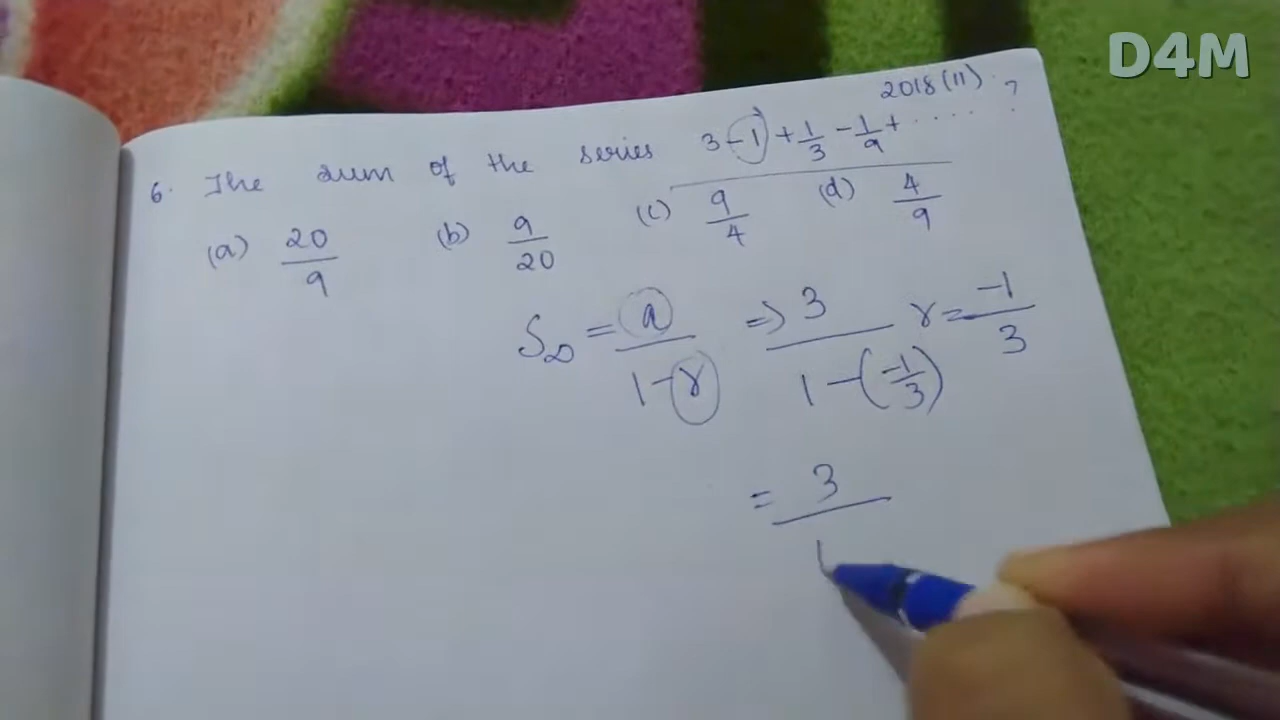 D4M
2018 (11)
6. The sum of the series 3 - 1 + 1/3 - 1/9 + ..... ?
(a) 20/9 (b) 9/20 (c) 9/4 (d) 4/9
S∞ = a/(1-r) => 3/(1-(-1/3)) r = -1/3
= 3/1